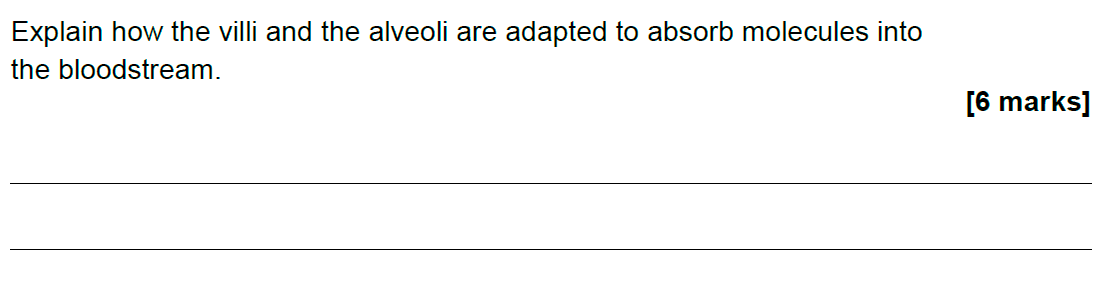 Explain how the villi and the alveoli are adapted to absorb molecules into
the bloodstream.
[6 marks]